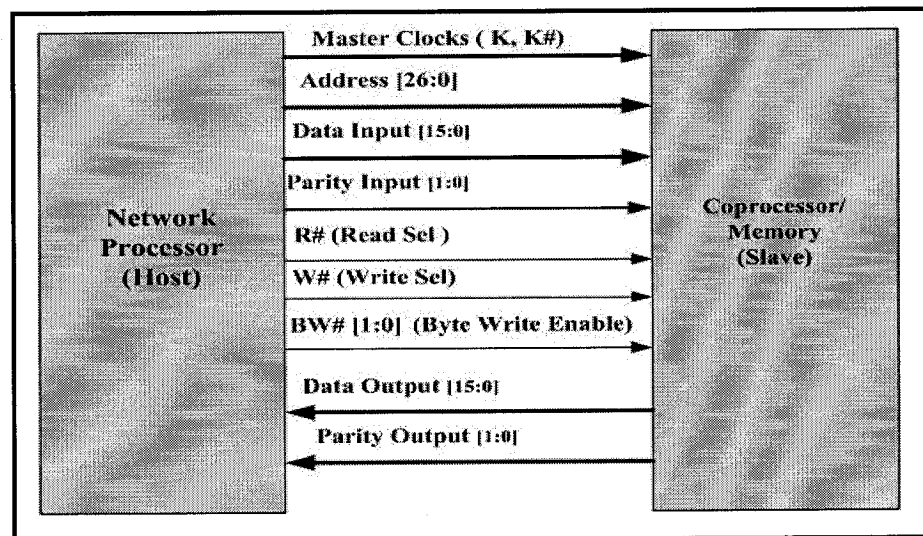 Master Clocks ( K, K#)
Address [26:0]
Data Input [15:0]
Parity Input [1:0]
R# (Read Sel )
W# (Write Sel)
BW# [1:0] (Byte Write Enable)
Data Output [15:0]
Parity Output [1:0]
Network
Processor
(Host)
Coprocessor/
Memory
(Slave)